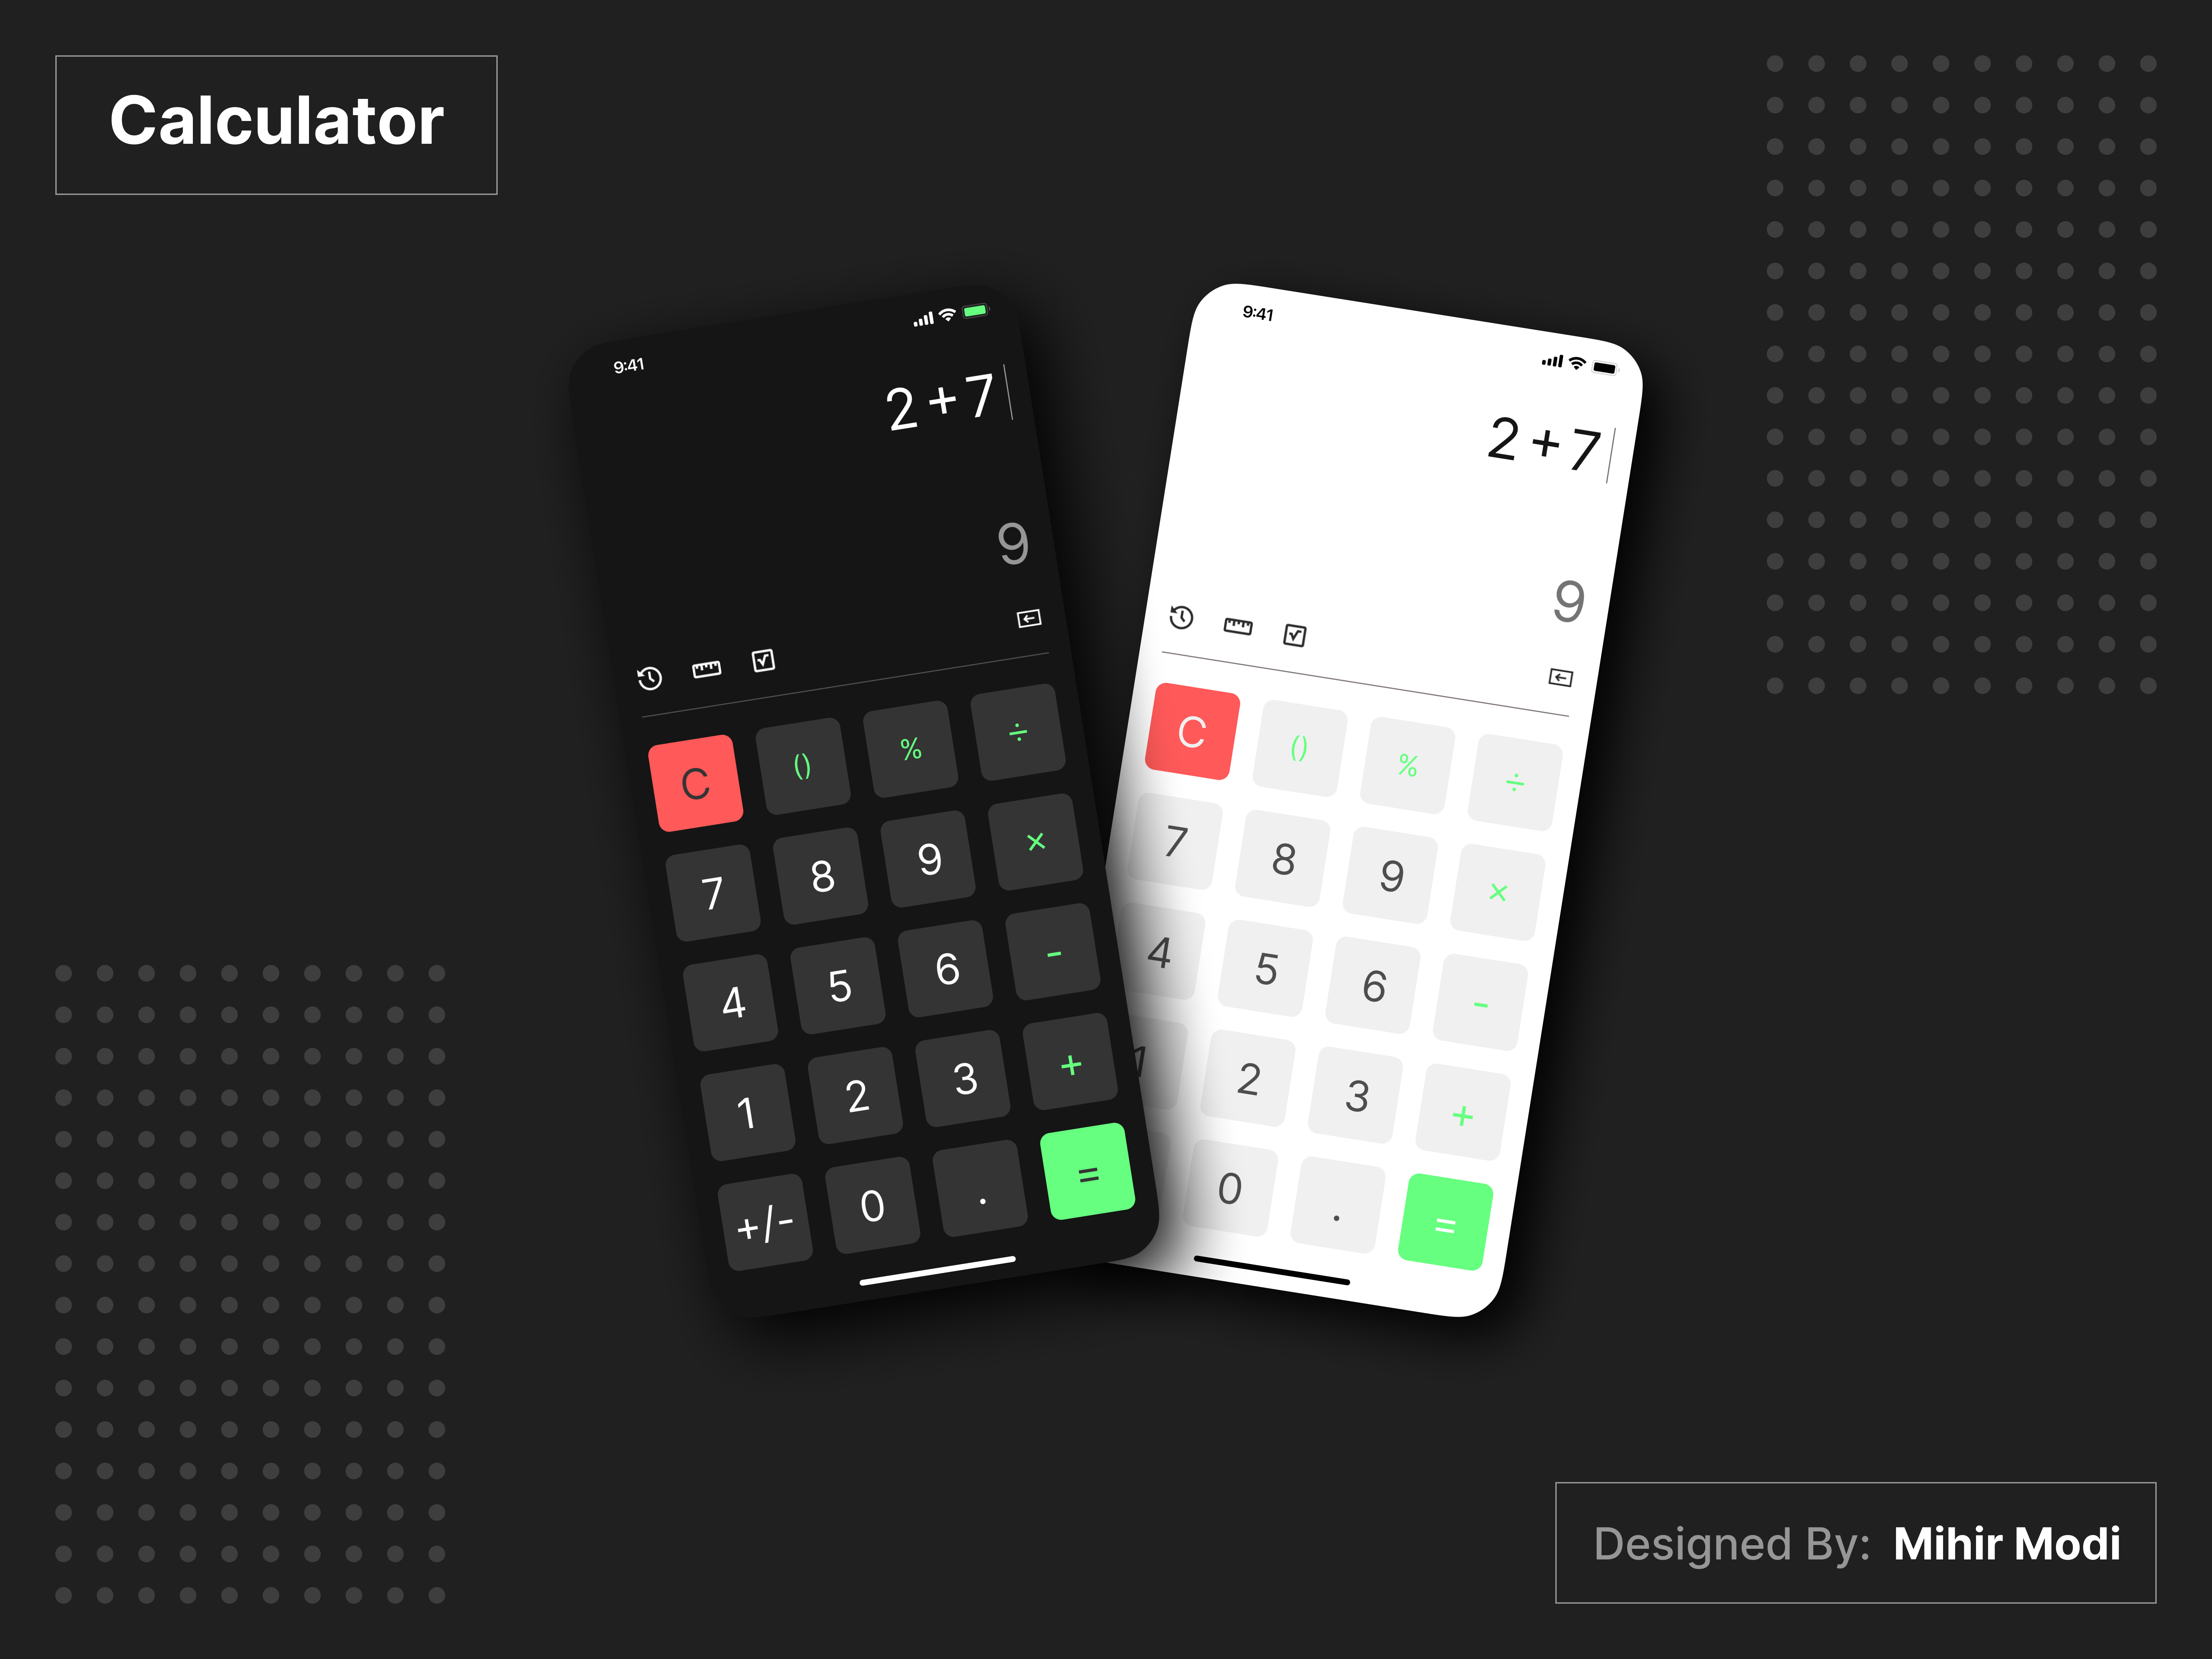 Calculator
9:41
2+7
9
C () % ÷
7 8 9 ×
4 5 6 -
1 2 3 +
+/- 0 . =
9:41
2+7
9
C () % ÷
7 8 9 ×
4 5 6 -
1 2 3 +
0 . =
Designed By: Mihir Modi